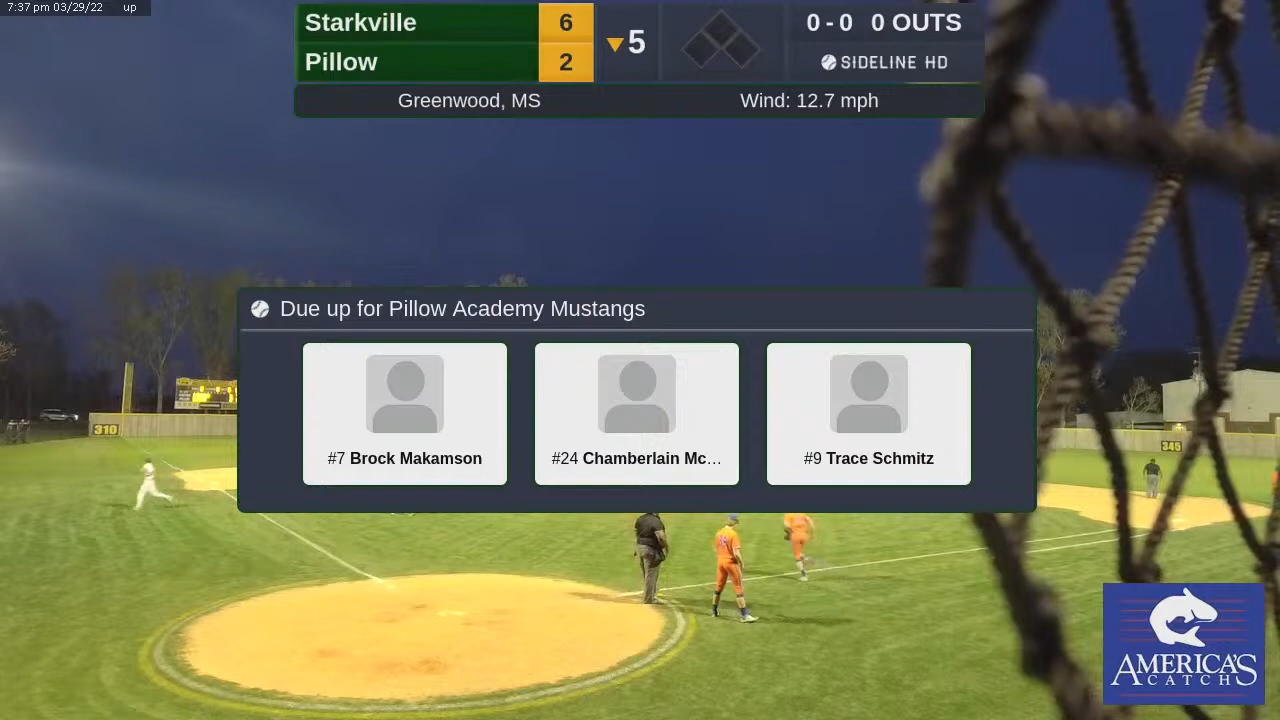 7:37 pm 03/29/22 up
Starkville 6
Pillow 2
5
0 - 0 0 OUTS
SIDELINE HD
Greenwood, MS Wind: 12.7 mph
Due up for Pillow Academy Mustangs
#7 Brock Makamson
#24 Chamberlain Mc...
#9 Trace Schmitz
310
345
AMERICA'S
CATCH